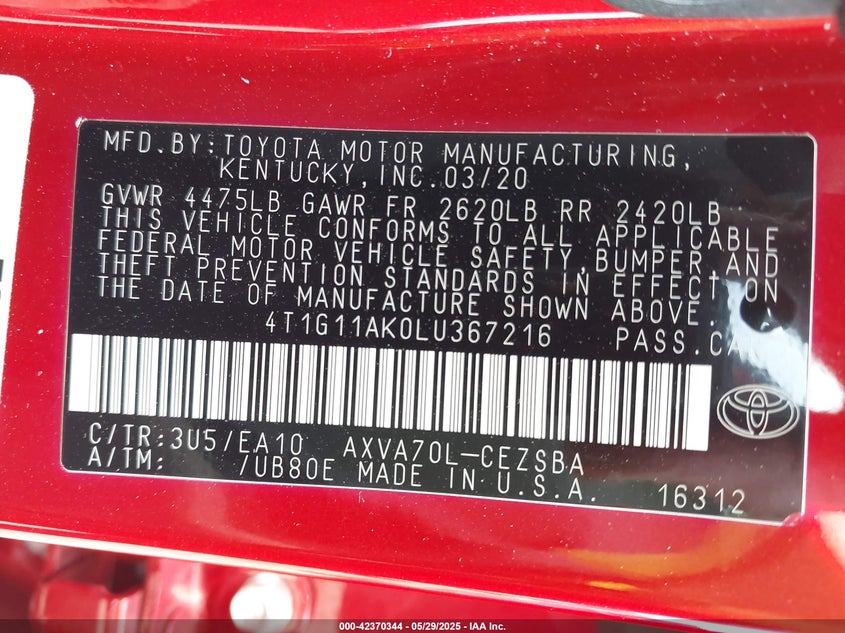 MFD.BY:TOYOTA MOTOR MANUFACTURING,
KENTUCKY,INC.03/20
GVWR 4475LB GAWR FR 2620LB RR 2420LB
THIS VEHICLE CONFORMS TO ALL APPLICABLE
FEDERAL MOTOR VEHICLE SAFETY,BUMPER,AND
THEFT PREVENTION STANDARDS IN EFFECT ON
THE DATE OF MANUFACTURE SHOWN ABOVE.
4T1G11AK0LU367216 PASS.CA
C/TR:3U5/EA10 AXVA70L-CEZSBA
A/TM: /UB80E MADE IN U.S.A. 16312
000-42370344 - 05/29/2025 - IAA Inc.